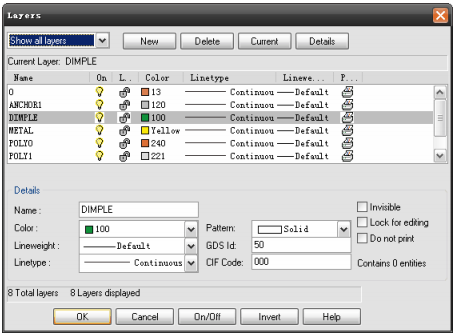 Layers
Show all layers New Delete Current Details
Current Layer: DIMPLE
Name On L.. Color Linetype Linewe... P...
0 13 Continuou Default
ANCHOR1 120 Continuou Default
DIMPLE 100 Continuou Default
METAL Yellow Continuou Default
POLY0 240 Continuou Default
POLY1 221 Continuou Default
Details
Name : DIMPLE Invisible
Color : 100 Pattern: Solid Lock for editing
Lineweight : Default GDS Id: 50 Do not print
Linetype : Continuous CIF Code: 000 Contains 0 entities
8 Total layers 8 Layers displayed
OK Cancel On/Off Invert Help